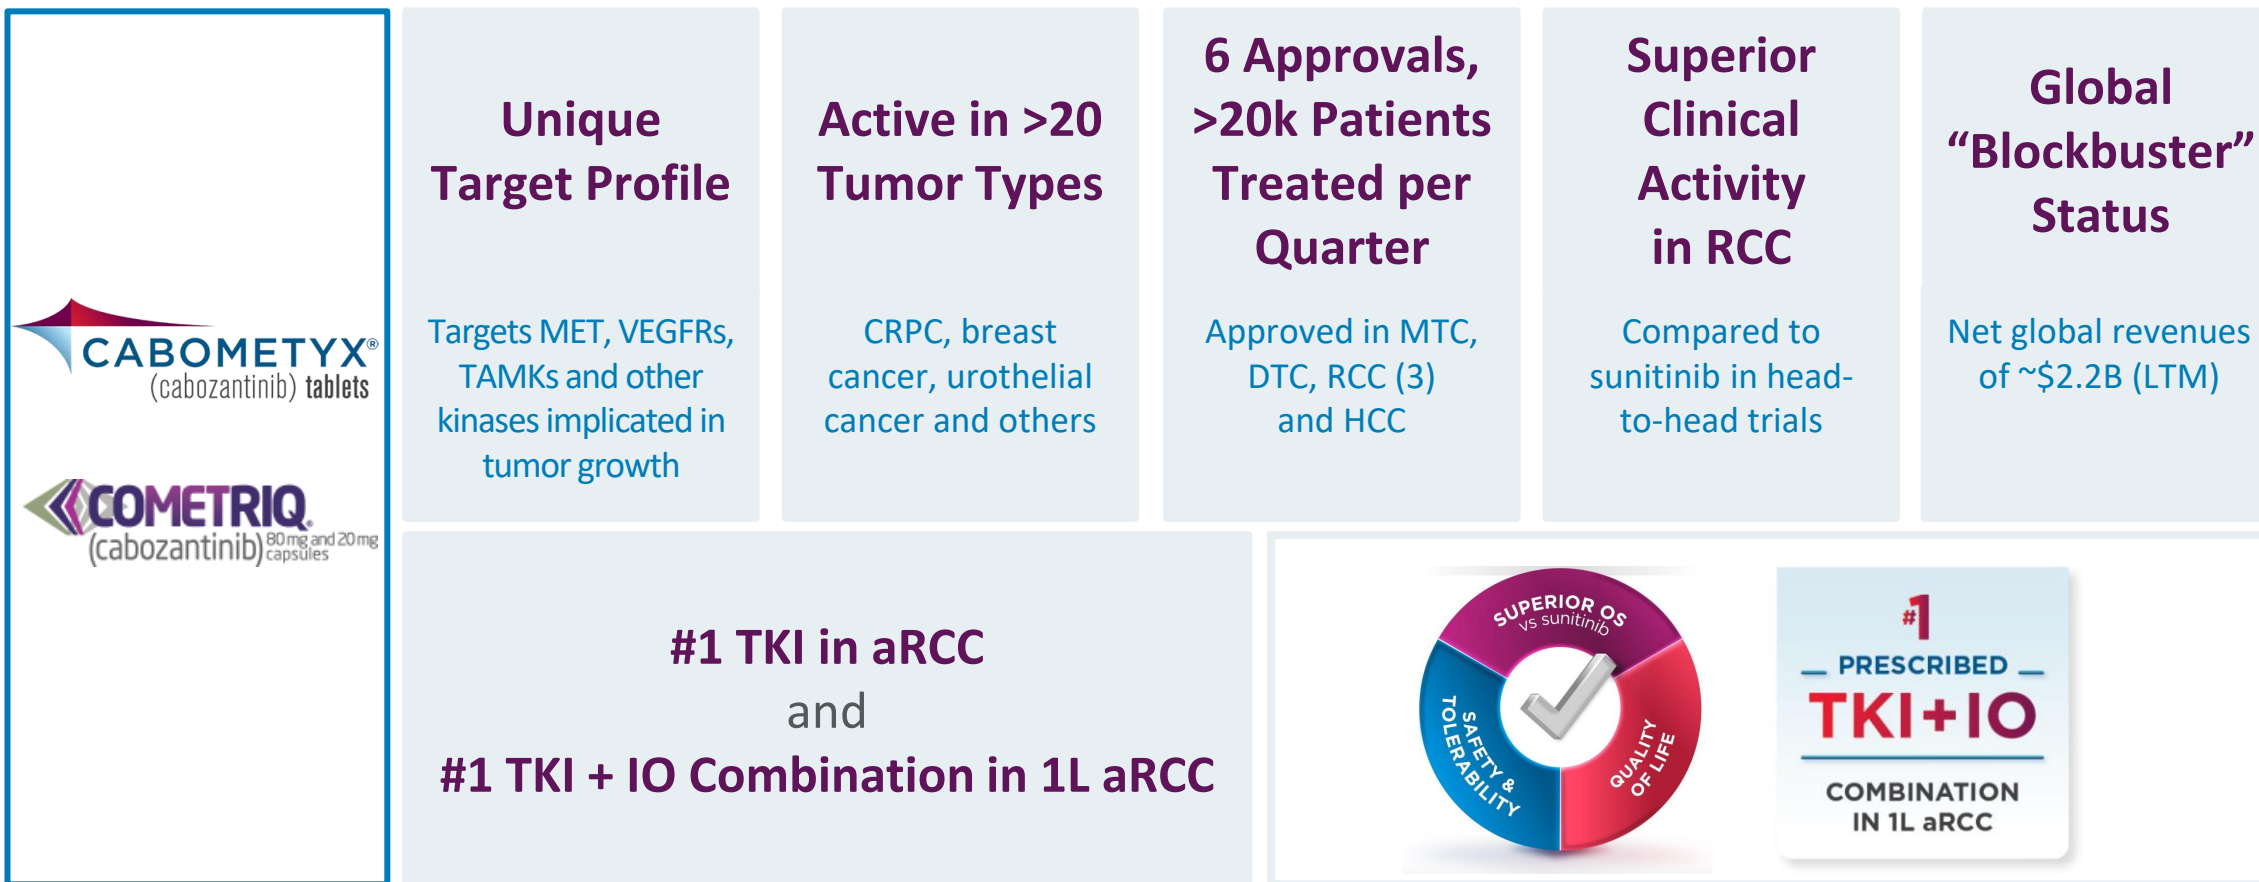 CABOMETYX®
(cabozantinib) tablets
COMETRIQ®
(cabozantinib) 80 mg and 20 mg
capsules
Unique
Target Profile
Targets MET, VEGFRs,
TAMKs and other
kinases implicated in
tumor growth
Active in >20
Tumor Types
CRPC, breast
cancer, urothelial
cancer and others
6 Approvals,
>20k Patients
Treated per
Quarter
Approved in MTC,
DTC, RCC (3)
and HCC
Superior
Clinical
Activity
in RCC
Compared to
sunitinib in head-
to-head trials
Global
“Blockbuster”
Status
Net global revenues
of ~$2.2B (LTM)
#1 TKI in aRCC
and
#1 TKI + IO Combination in 1L aRCC
SUPERIOR OS
vs sunitinib
SAFETY &
TOLERABILITY
QUALITY
OF LIFE
#1
PRESCRIBED
TKI+IO
COMBINATION
IN 1L aRCC